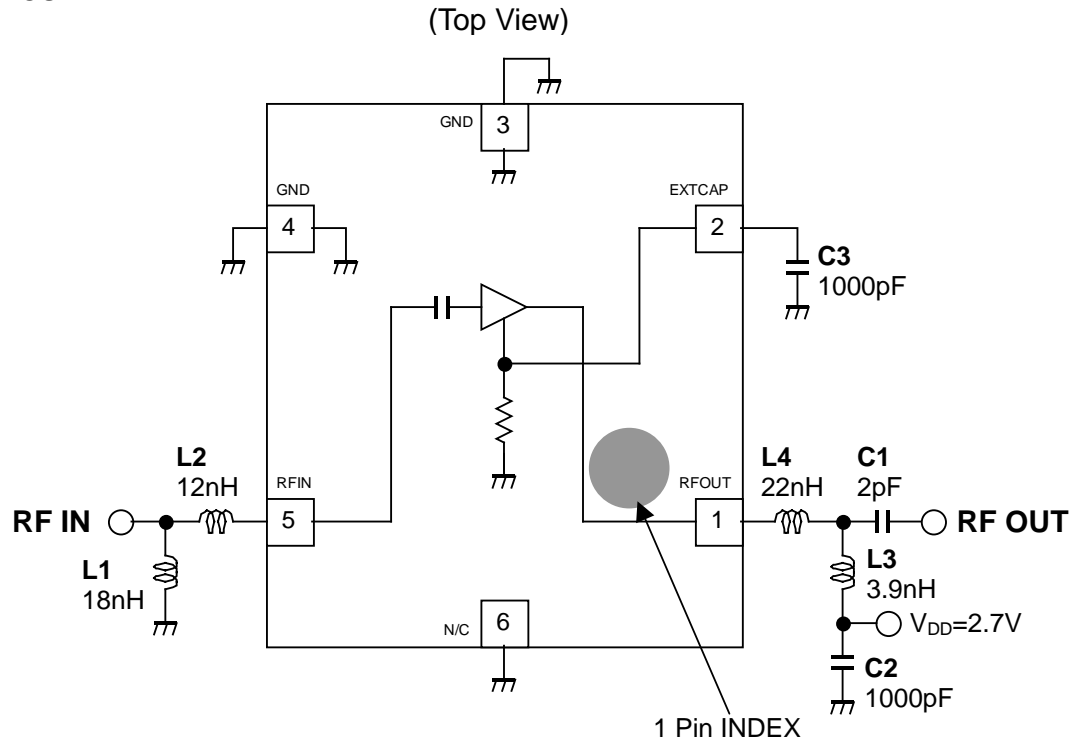 (Top View)
GND
3
GND
4
EXTCAP
2
C3
1000pF
L2
12nH
RFIN
5
RF IN
L1
18nH
RFOUT
1
L4
22nH
C1
2pF
RF OUT
L3
3.9nH
VDD=2.7V
C2
1000pF
N/C
6
1 Pin INDEX